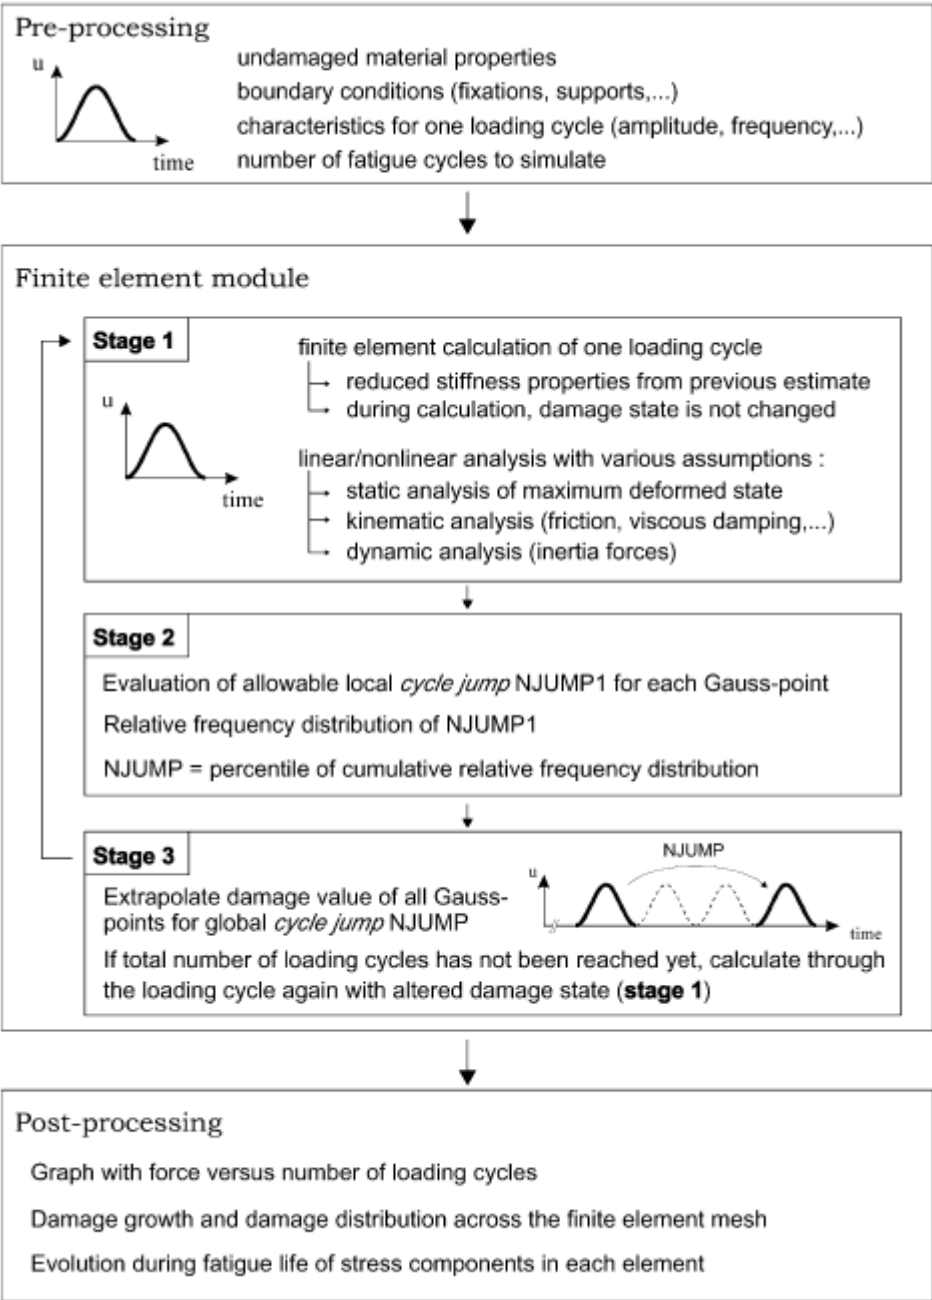 Pre-processing
u
time
undamaged material properties
boundary conditions (fixations, supports,...)
characteristics for one loading cycle (amplitude, frequency,...)
number of fatigue cycles to simulate
Finite element module
Stage 1
u
time
finite element calculation of one loading cycle
reduced stiffness properties from previous estimate
during calculation, damage state is not changed
linear/nonlinear analysis with various assumptions :
static analysis of maximum deformed state
kinematic analysis (friction, viscous damping,...)
dynamic analysis (inertia forces)
Stage 2
Evaluation of allowable local cycle jump NJUMP1 for each Gauss-point
Relative frequency distribution of NJUMP1
NJUMP = percentile of cumulative relative frequency distribution
Stage 3
NJUMP
u
time
Extrapolate damage value of all Gauss-
points for global cycle jump NJUMP
If total number of loading cycles has not been reached yet, calculate through
the loading cycle again with altered damage state (stage 1)
Post-processing
Graph with force versus number of loading cycles
Damage growth and damage distribution across the finite element mesh
Evolution during fatigue life of stress components in each element